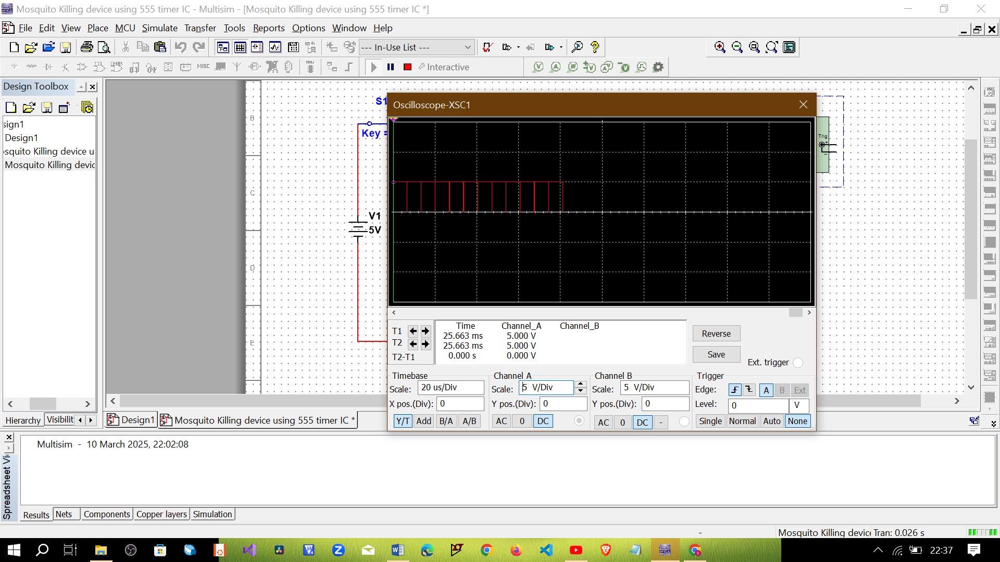 Mosquito Killing device using 555 timer IC - Multisim - [Mosquito Killing device using 555 timer IC *]
File Edit View Place MCU Simulate Transfer Tools Reports Options Window Help
--- In-Use List ---
MISC
Interactive
Design Toolbox
sign1
Design1
squito Killing device u
Mosquito Killing devic
Hierarchy Visibilit
B
C
D
E
S1
Key =
V1
5V
Trig
Oscilloscope-XSC1
Time Channel_A Channel_B
T1 25.663 ms 5.000 V
T2 25.663 ms 5.000 V
T2-T1 0.000 s 0.000 V
Reverse
Save
Ext. trigger
Timebase Channel A Channel B Trigger
Scale: 20 us/Div Scale: 5 V/Div Scale: 5 V/Div Edge: A B Ext
X pos.(Div): 0 Y pos.(Div): 0 Y pos.(Div): 0 Level: 0 V
Y/T Add B/A A/B AC 0 DC AC 0 DC - Single Normal Auto None
Design1 Mosquito Killing device using 555 timer IC *
Multisim - 10 March 2025, 22:02:08
Spreadsheet Vi
Results Nets Components Copper layers Simulation
- Mosquito Killing device Tran: 0.026 s
22:37